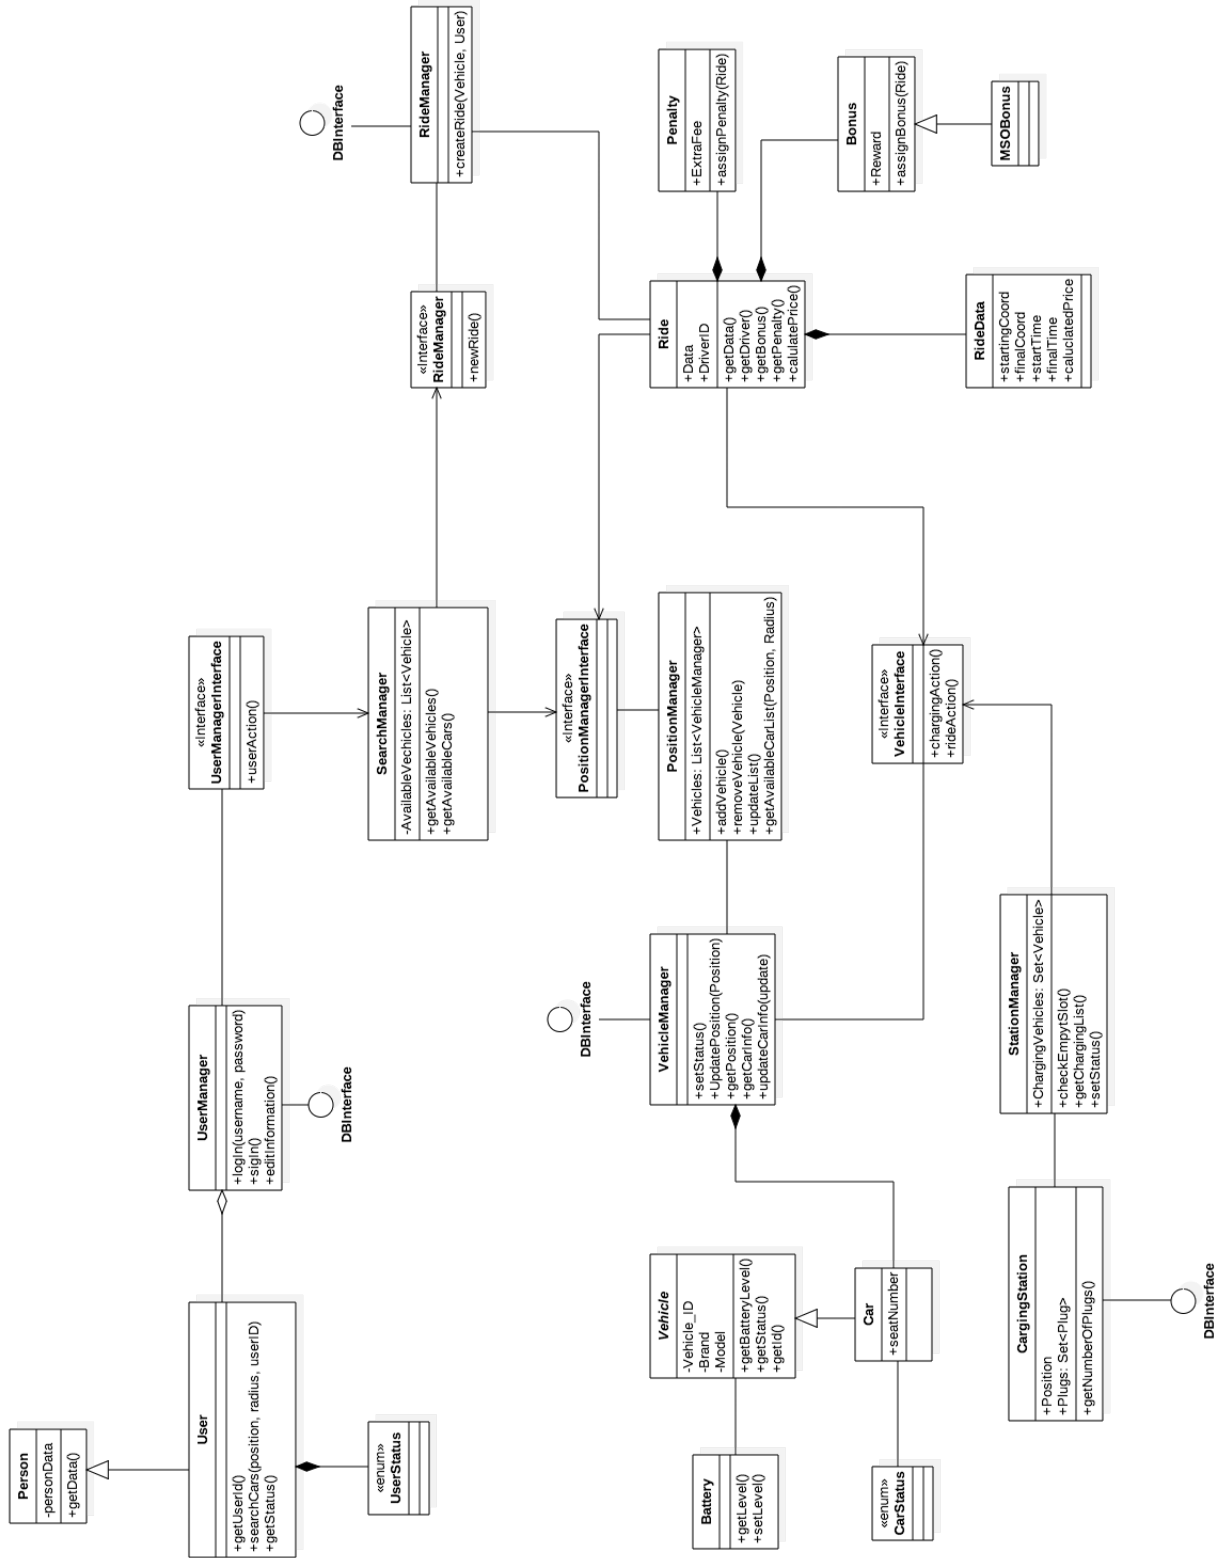 Person
-personData
+getData()
User
+getUserId()
+searchCars(position, radius, userID)
+getStatus()
«enum»
UserStatus
UserManager
+logIn(username, password)
+sigIn()
+editInformation()
DBInterface
«Interface»
UserManagerInterface
+userAction()
SearchManager
-AvailableVechicles: List<Vehicle>
+getAvailableVehicles()
+getAvailableCars()
«Interface»
RideManager
+newRide()
DBInterface
RideManager
+createRide(Vehicle, User)
«Interface»
PositionManagerInterface
PositionManager
+Vehicles: List<VehicleManager>
+addVehicle()
+removeVehicle(Vehicle)
+updateList()
+getAvailableCarList(Position, Radius)
DBInterface
VehicleManager
+setStatus()
+UpdatePosition(Position)
+getPosition()
+getCarInfo()
+updateCarInfo(update)
Vehicle
-Vehicle_ID
-Brand
-Model
+getBatteryLevel()
+getStatus()
+getId()
Battery
+getLevel()
+setLevel()
Car
+seatNumber
«enum»
CarStatus
Ride
+Data
+DriverID
+getData()
+getDriver()
+getBonus()
+getPenalty()
+calulatePrice()
Penalty
+ExtraFee
+assignPenalty(Ride)
Bonus
+Reward
+assignBonus(Ride)
MSOBonus
RideData
+startingCoord
+finalCoord
+startTime
+finalTime
+caluclatedPrice
«Interface»
VehicleInterface
+chargingAction()
+rideAction()
StationManager
+ChargingVehicles: Set<Vehicle>
+checkEmpytSlot()
+getChargingList()
+setStatus()
CargingStation
+Position
+Plugs: Set<Plug>
+getNumberOfPlugs()
DBInterface